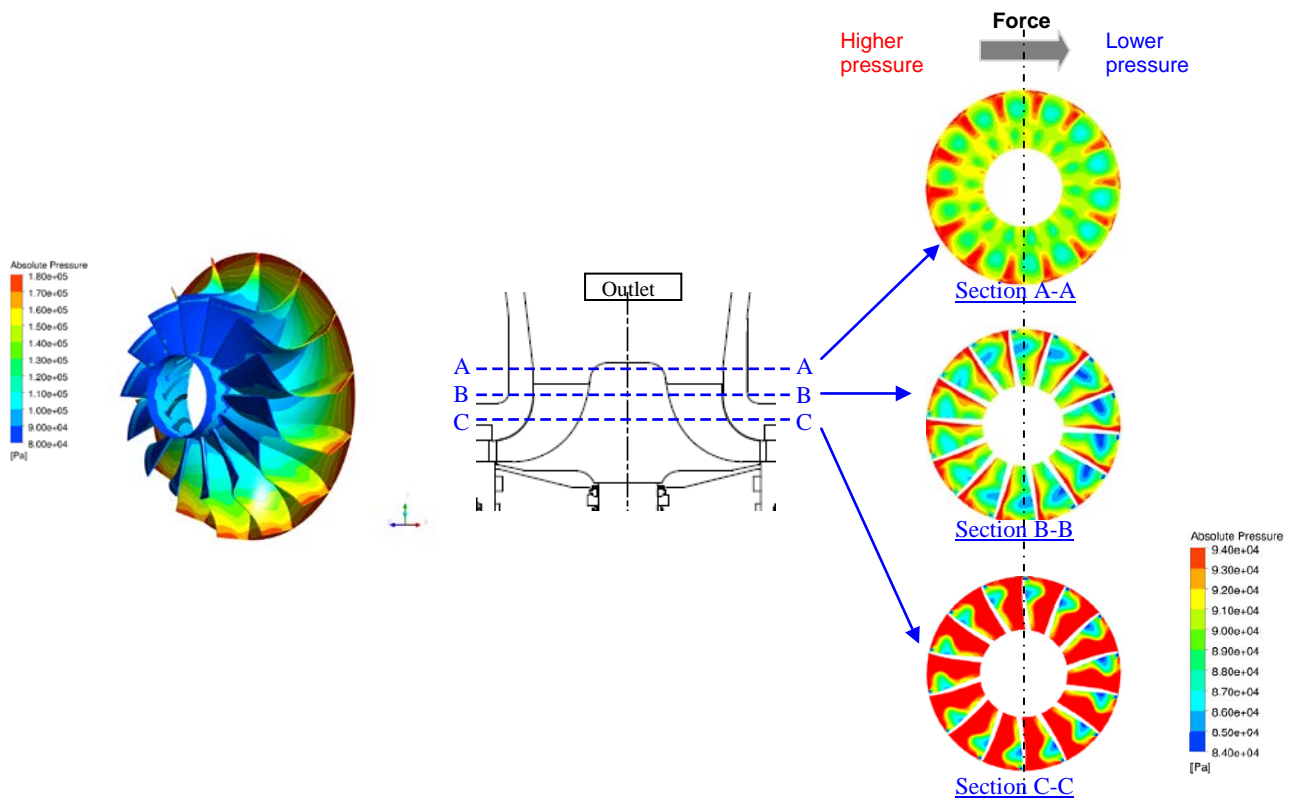 Force
Higher
pressure
Lower
pressure
Absolute Pressure
1.80e+05
1.70e+05
1.60e+05
1.50e+05
1.40e+05
1.30e+05
1.20e+05
1.10e+05
1.00e+05
9.00e+04
8.00e+04
[Pa]
Outlet
A A
B B
C C
Section A-A
Section B-B
Section C-C
Absolute Pressure
9.40e+04
9.30e+04
9.20e+04
9.10e+04
9.00e+04
8.90e+04
8.80e+04
8.70e+04
8.60e+04
8.50e+04
8.40e+04
[Pa]